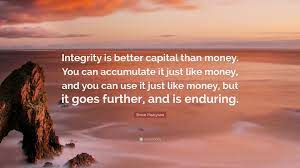 Integrity is better capital than money.
You can accumulate it just like money,
and you can use it just like money, but
it goes further, and is enduring.